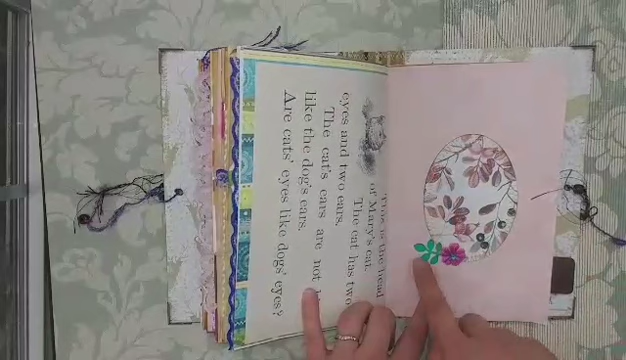 This is the head
of Mary's cat.
The cat has two
eyes and two ears.
The cat's ears are not
like the dog's ears.
Are cats' eyes like dogs' eyes?